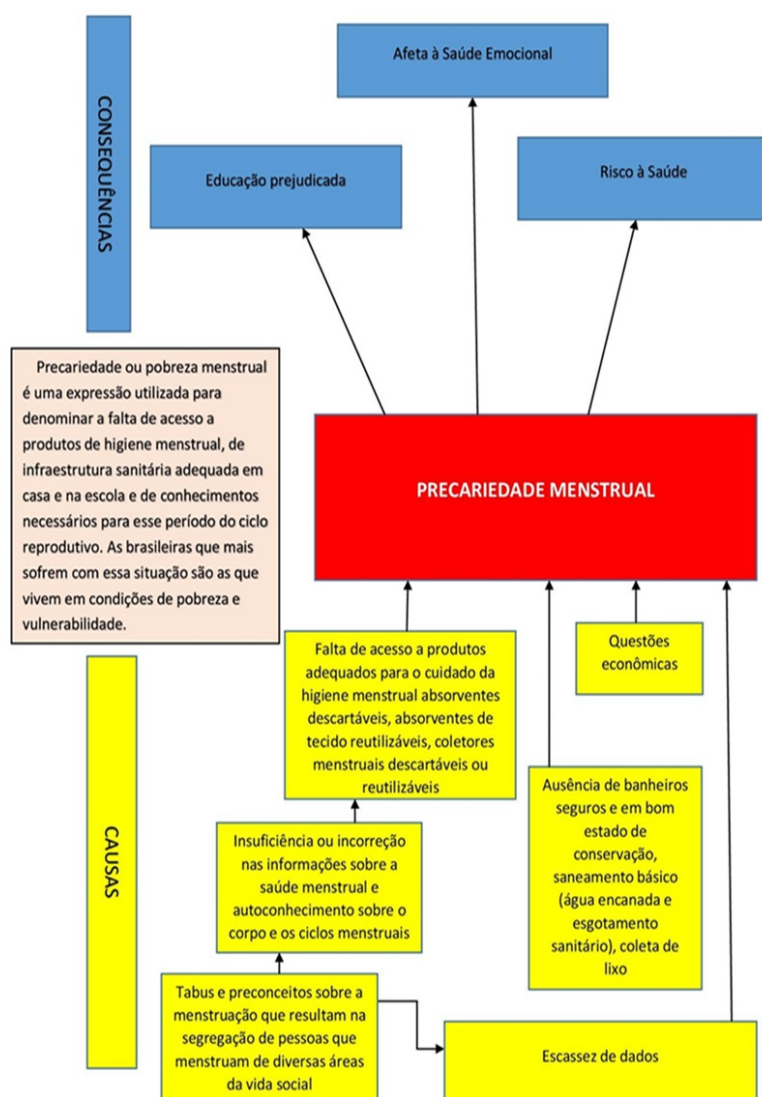 Afeta à Saúde Emocional
CONSEQUÊNCIAS
Educação prejudicada
Risco à Saúde
Precariedade ou pobreza menstrual
é uma expressão utilizada para
denominar a falta de acesso a
produtos de higiene menstrual, de
infraestrutura sanitária adequada em
casa e na escola e de conhecimentos
necessários para esse período do ciclo
reprodutivo. As brasileiras que mais
sofrem com essa situação são as que
vivem em condições de pobreza e
vulnerabilidade.
PRECARIEDADE MENSTRUAL
CAUSAS
Falta de acesso a produtos
adequados para o cuidado da
higiene menstrual absorventes
descartáveis, absorventes de
tecido reutilizáveis, coletores
menstruais descartáveis ou
reutilizáveis
Questões
econômicas
Ausência de banheiros
seguros e em bom
estado de
conservação,
saneamento básico
(água encanada e
esgotamento
sanitário), coleta de
lixo
Insuficiência ou incorreção
nas informações sobre a
saúde menstrual e
autoconhecimento sobre o
corpo e os ciclos menstruais
Tabus e preconceitos sobre a
menstruação que resultam na
segregação de pessoas que
menstruam de diversas áreas
da vida social
Escassez de dados